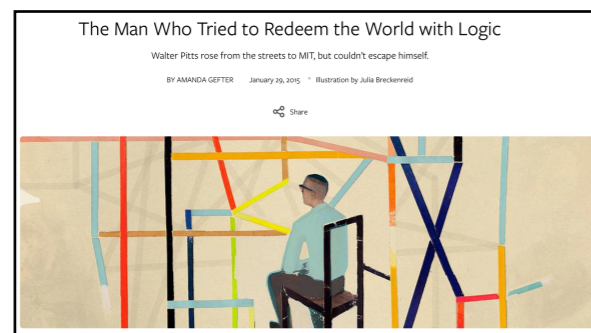 The Man Who Tried to Redeem the World with Logic
Walter Pitts rose from the streets to MIT, but couldn't escape himself.
BY AMANDA GEFTER January 29, 2015 Illustration by Julia Breckenreid
Share